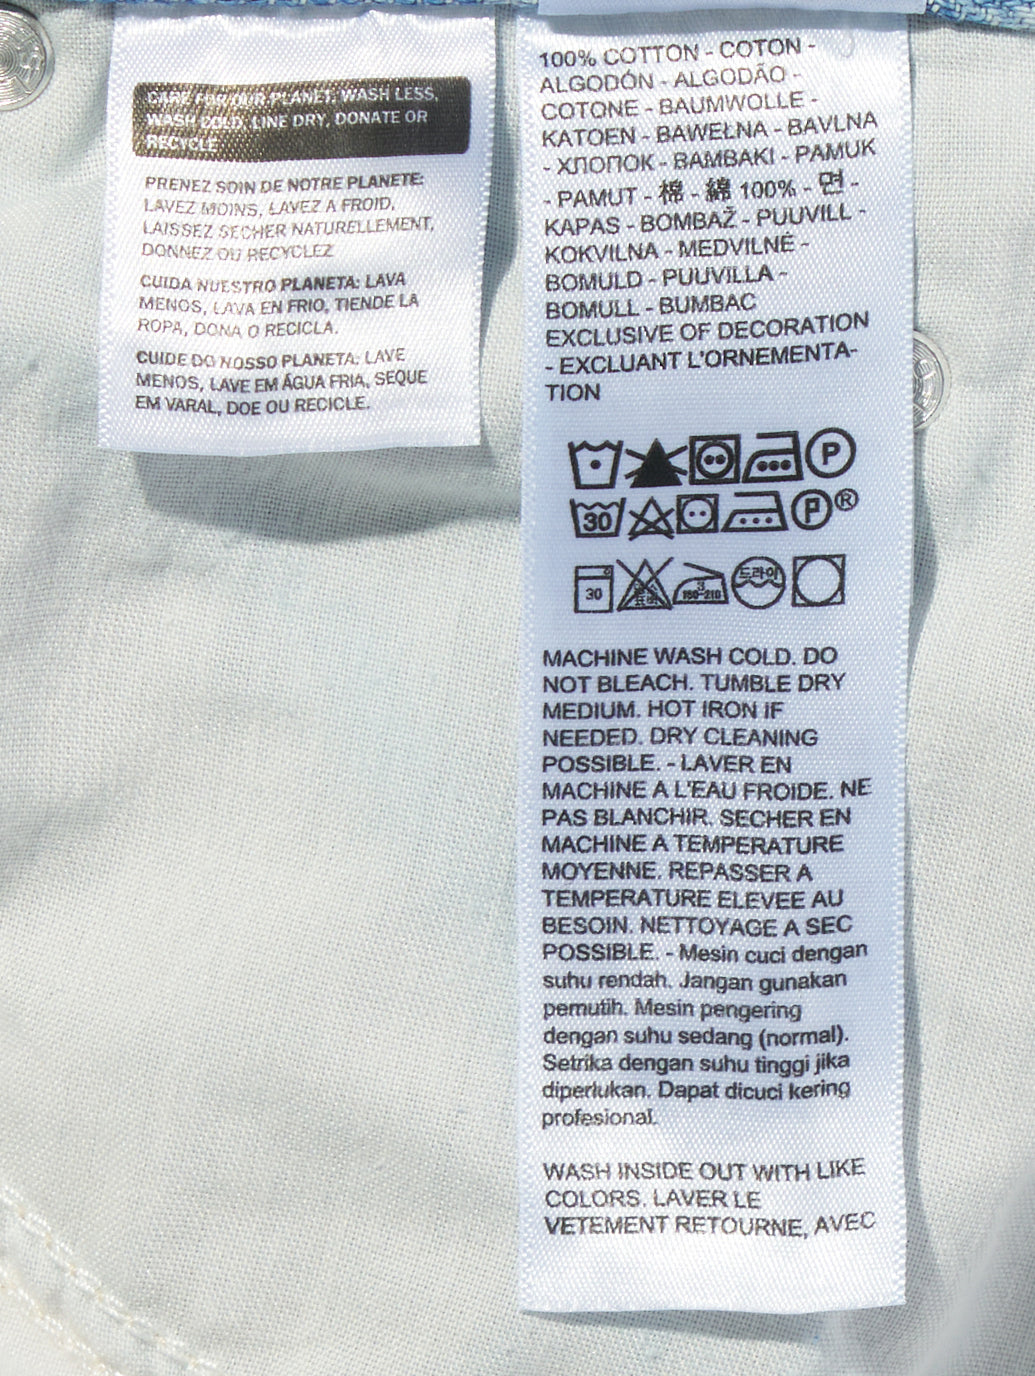 CARE FOR OUR PLANET: WASH LESS,
WASH COLD, LINE DRY, DONATE OR
RECYCLE
PRENEZ SOIN DE NOTRE PLANETE:
LAVEZ MOINS, LAVEZ A FROID,
LAISSEZ SECHER NATURELLEMENT,
DONNEZ OU RECYCLEZ
CUIDA NUESTRO PLANETA: LAVA
MENOS, LAVA EN FRIO, TIENDE LA
ROPA, DONA O RECICLA.
CUIDE DO NOSSO PLANETA: LAVE
MENOS, LAVE EM ÁGUA FRIA, SEQUE
EM VARAL, DOE OU RECICLE.
100% COTTON - COTON -
ALGODÓN - ALGODÃO -
COTONE - BAUMWOLLE -
KATOEN - BAWEŁNA - BAVLNA
- ХЛОПОК - BAMBAKI - PAMUK
- PAMUT - 棉 - 綿 100% - 면 -
KAPAS - BOMBAŽ - PUUVILL -
KOKVILNA - MEDVILNĖ -
BOMULD - PUUVILLA -
BOMULL - BUMBAC
EXCLUSIVE OF DECORATION
- EXCLUANT L'ORNEMENTA-
TION
P
30 P ®
30 3 180-210 드라이
MACHINE WASH COLD. DO
NOT BLEACH. TUMBLE DRY
MEDIUM. HOT IRON IF
NEEDED. DRY CLEANING
POSSIBLE. - LAVER EN
MACHINE A L'EAU FROIDE. NE
PAS BLANCHIR. SECHER EN
MACHINE A TEMPERATURE
MOYENNE. REPASSER A
TEMPERATURE ELEVEE AU
BESOIN. NETTOYAGE A SEC
POSSIBLE. - Mesin cuci dengan
suhu rendah. Jangan gunakan
pemutih. Mesin pengering
dengan suhu sedang (normal).
Setrika dengan suhu tinggi jika
diperlukan. Dapat dicuci kering
profesional.
WASH INSIDE OUT WITH LIKE
COLORS. LAVER LE
VETEMENT RETOURNE, AVEC